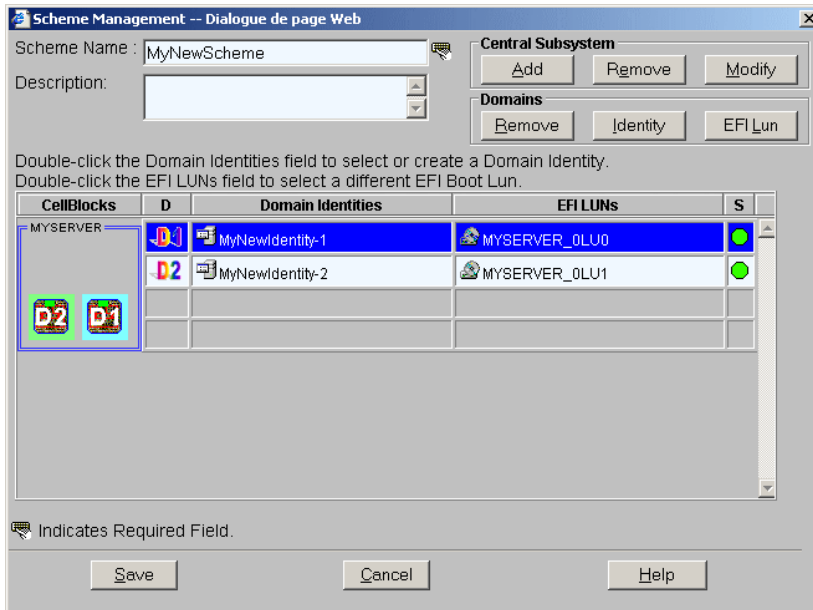 Scheme Management -- Dialogue de page Web
Scheme Name : MyNewScheme
Description:
Central Subsystem
Add Remove Modify
Domains
Remove Identity EFI Lun
Double-click the Domain Identities field to select or create a Domain Identity.
Double-click the EFI LUNs field to select a different EFI Boot Lun.
CellBlocks D Domain Identities EFI LUNs S
MYSERVER
D1 MyNewIdentity-1 MYSERVER_0LU0
D2 MyNewIdentity-2 MYSERVER_0LU1
D2 D1
Indicates Required Field.
Save Cancel Help